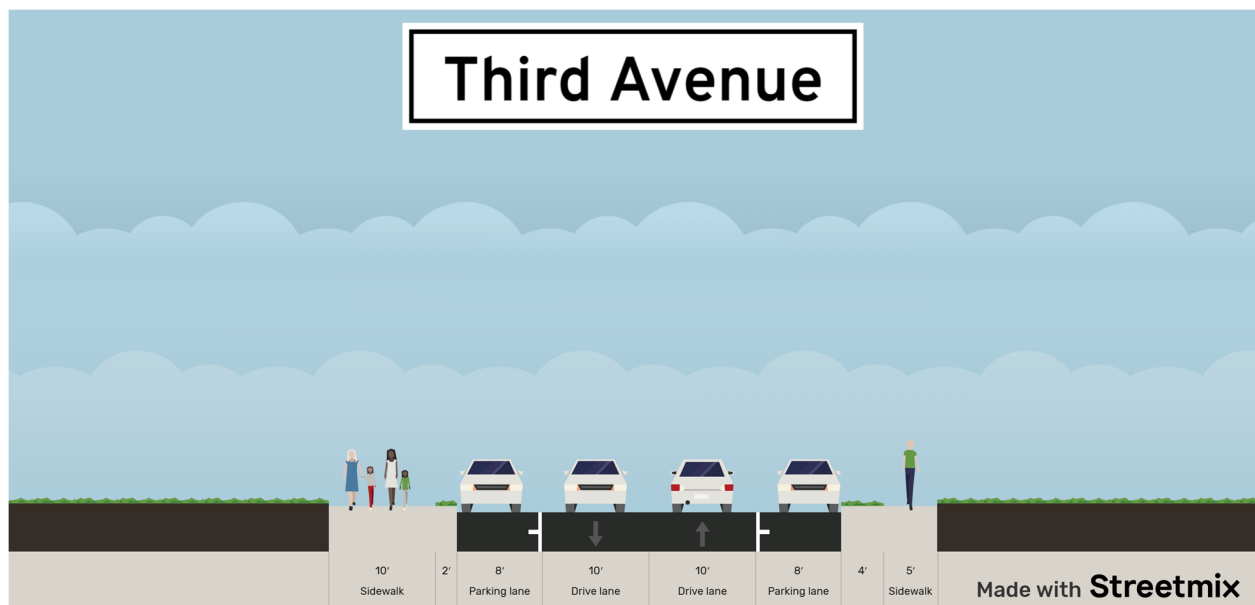 Third Avenue
10' 2' 8' 10' 10' 8' 4' 5'
Sidewalk Parking lane Drive lane Drive lane Parking lane Sidewalk
Made with Streetmix